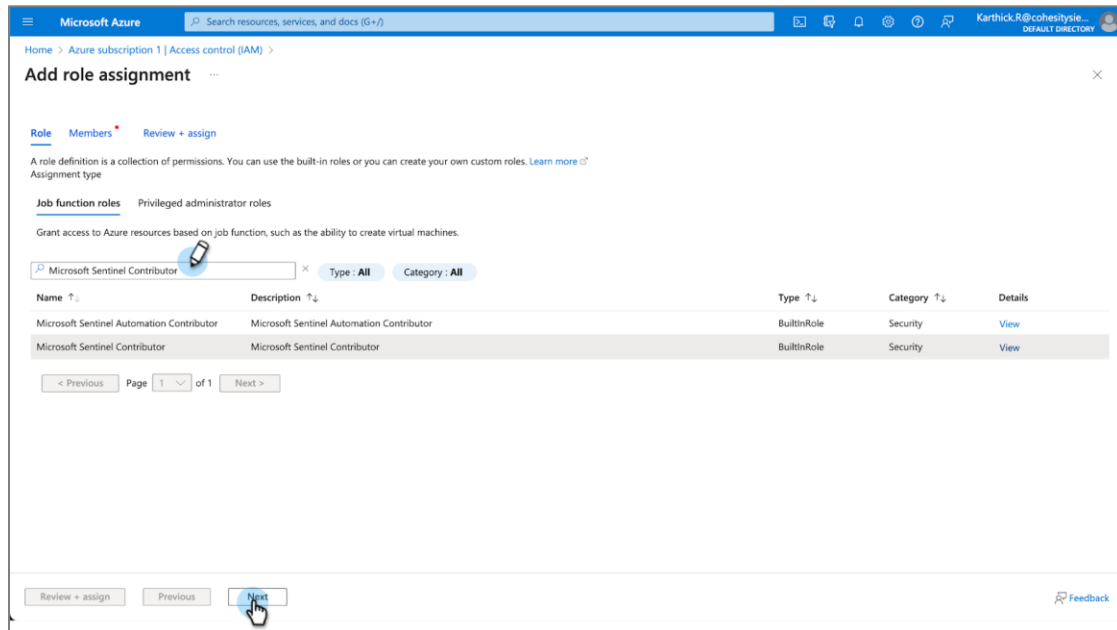 Microsoft Azure
Search resources, services, and docs (G+/)
Karthick.R@cohesitysie...
DEFAULT DIRECTORY
Home > Azure subscription 1 | Access control (IAM) >
Add role assignment ...
Role Members Review + assign
A role definition is a collection of permissions. You can use the built-in roles or you can create your own custom roles. Learn more
Assignment type
Job function roles Privileged administrator roles
Grant access to Azure resources based on job function, such as the ability to create virtual machines.
Microsoft Sentinel Contributor × Type : All Category : All
Name ↑↓ Description ↑↓ Type ↑↓ Category ↑↓ Details
Microsoft Sentinel Automation Contributor Microsoft Sentinel Automation Contributor BuiltInRole Security View
Microsoft Sentinel Contributor Microsoft Sentinel Contributor BuiltInRole Security View
< Previous Page 1 of 1 Next >
Review + assign Previous Next Feedback